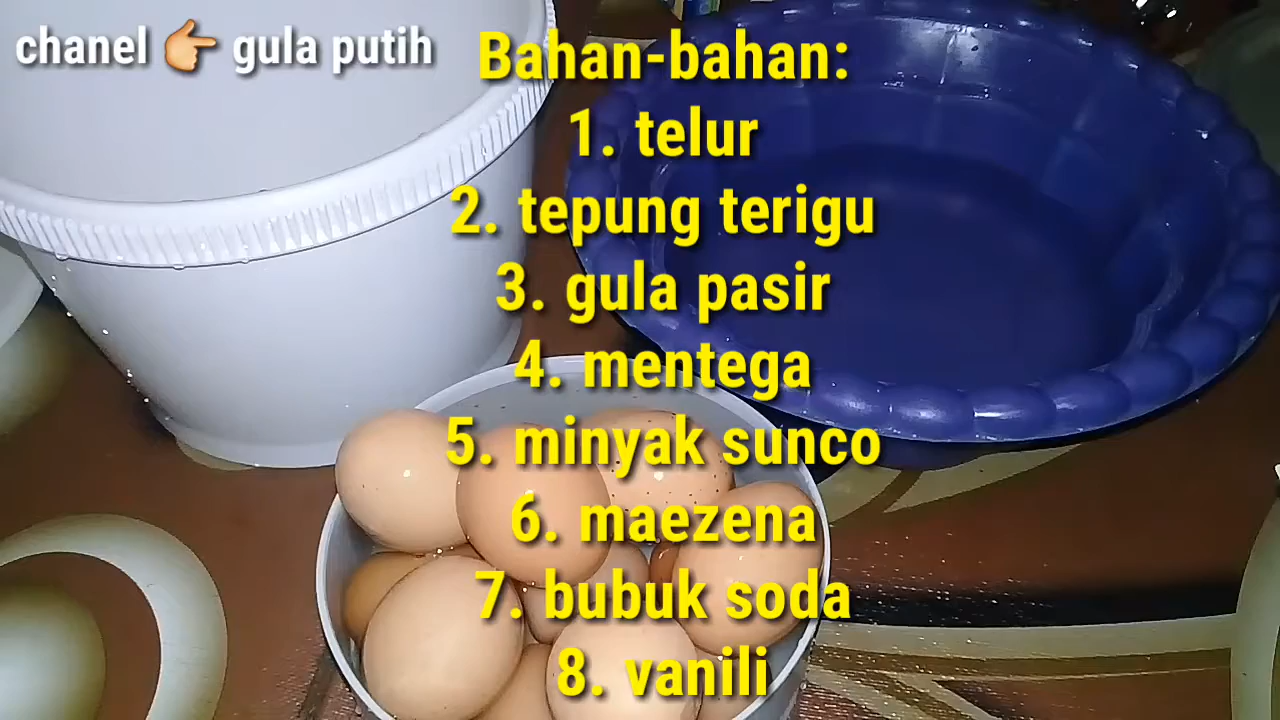 chanel 👉 gula putih
Bahan-bahan:
1. telur
2. tepung terigu
3. gula pasir
4. mentega
5. minyak sunco
6. maezena
7. bubuk soda
8. vanili